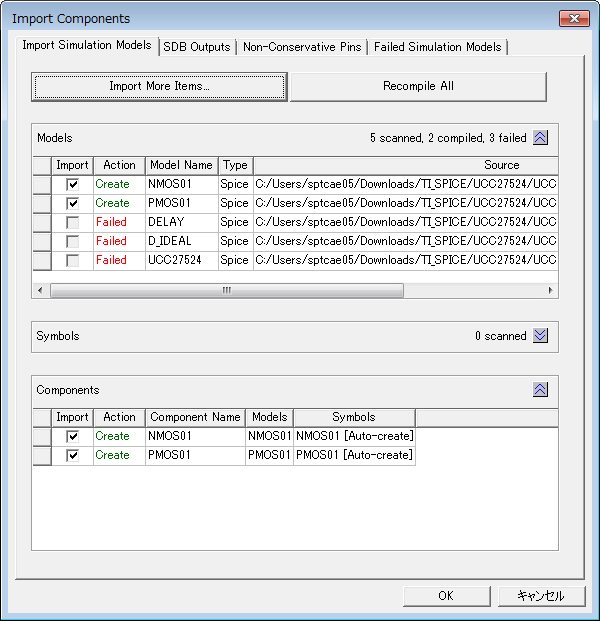 Import Components
Import Simulation Models SDB Outputs Non-Conservative Pins Failed Simulation Models
Import More Items... Recompile All
Models 5 scanned, 2 compiled, 3 failed
Import Action Model Name Type Source
Create NMOS01 Spice C:/Users/sptcae05/Downloads/TI_SPICE/UCC27524/UCC
Create PMOS01 Spice C:/Users/sptcae05/Downloads/TI_SPICE/UCC27524/UCC
Failed DELAY Spice C:/Users/sptcae05/Downloads/TI_SPICE/UCC27524/UCC
Failed D_IDEAL Spice C:/Users/sptcae05/Downloads/TI_SPICE/UCC27524/UCC
Failed UCC27524 Spice C:/Users/sptcae05/Downloads/TI_SPICE/UCC27524/UCC
Symbols 0 scanned
Components
Import Action Component Name Models Symbols
Create NMOS01 NMOS01 NMOS01 [Auto-create]
Create PMOS01 PMOS01 PMOS01 [Auto-create]
OK キャンセル